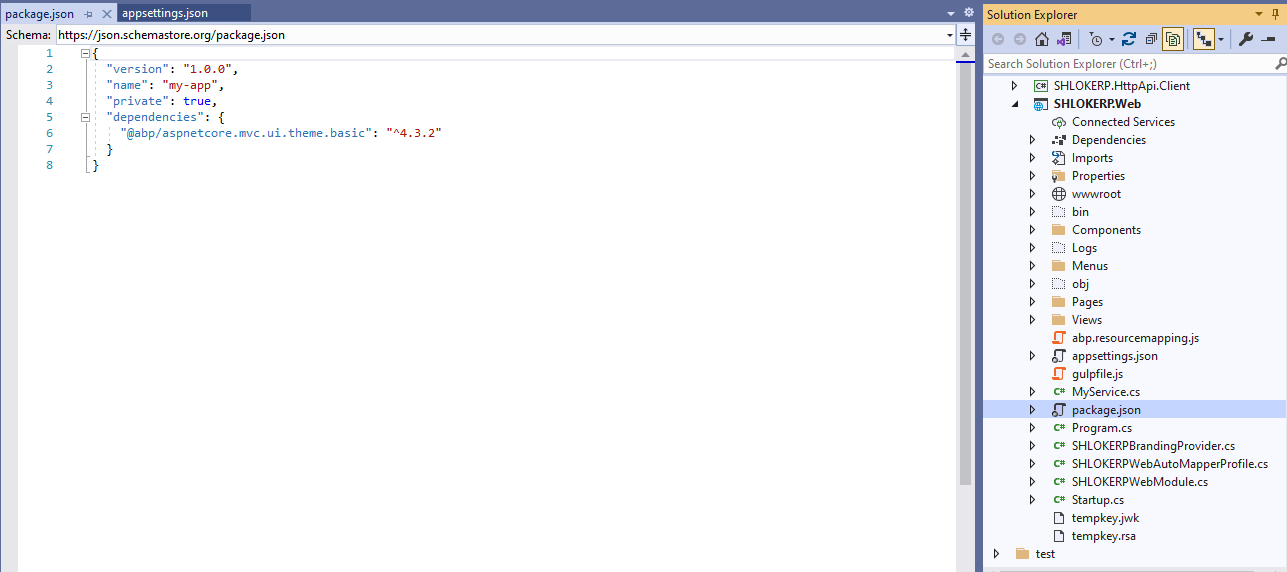 package.json
appsettings.json
Schema: https://json.schemastore.org/package.json
1 {
2 "version": "1.0.0",
3 "name": "my-app",
4 "private": true,
5 "dependencies": {
6 "@abp/aspnetcore.mvc.ui.theme.basic": "^4.3.2"
7 }
8 }
Solution Explorer
Search Solution Explorer (Ctrl+;)
C# SHLOKERP.HttpApi.Client
SHLOKERP.Web
Connected Services
Dependencies
Imports
Properties
wwwroot
bin
Components
Logs
Menus
obj
Pages
Views
abp.resourcemapping.js
appsettings.json
gulpfile.js
C# MyService.cs
package.json
C# Program.cs
C# SHLOKERPBrandingProvider.cs
C# SHLOKERPWebAutoMapperProfile.cs
C# SHLOKERPWebModule.cs
C# Startup.cs
tempkey.jwk
tempkey.rsa
test